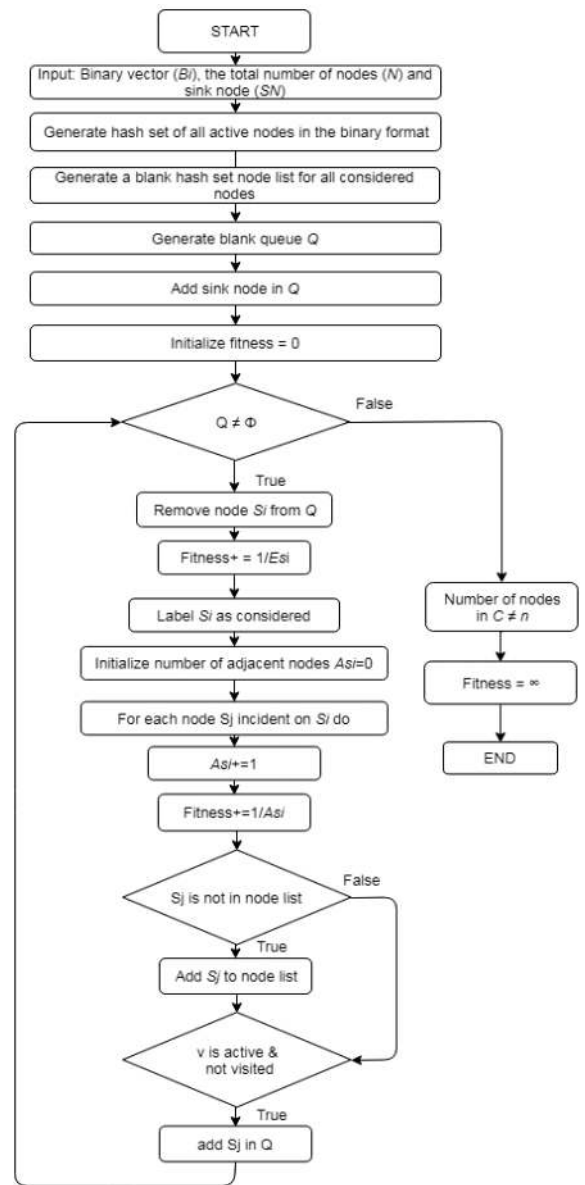 START
Input: Binary vector (Bi), the total number of nodes (N) and
sink node (SN)
Generate hash set of all active nodes in the binary format
Generate a blank hash set node list for all considered
nodes
Generate blank queue Q
Add sink node in Q
Initialize fitness = 0
Q ≠ Φ
False
True
Remove node Si from Q
Fitness+ = 1/Esi
Label Si as considered
Initialize number of adjacent nodes Asi=0
For each node Sj incident on Si do
Asi+=1
Fitness+=1/Asi
Sj is not in node list
False
True
Add Sj to node list
v is active &
not visited
True
add Sj in Q
Number of nodes
in C ≠ n
Fitness = ∞
END